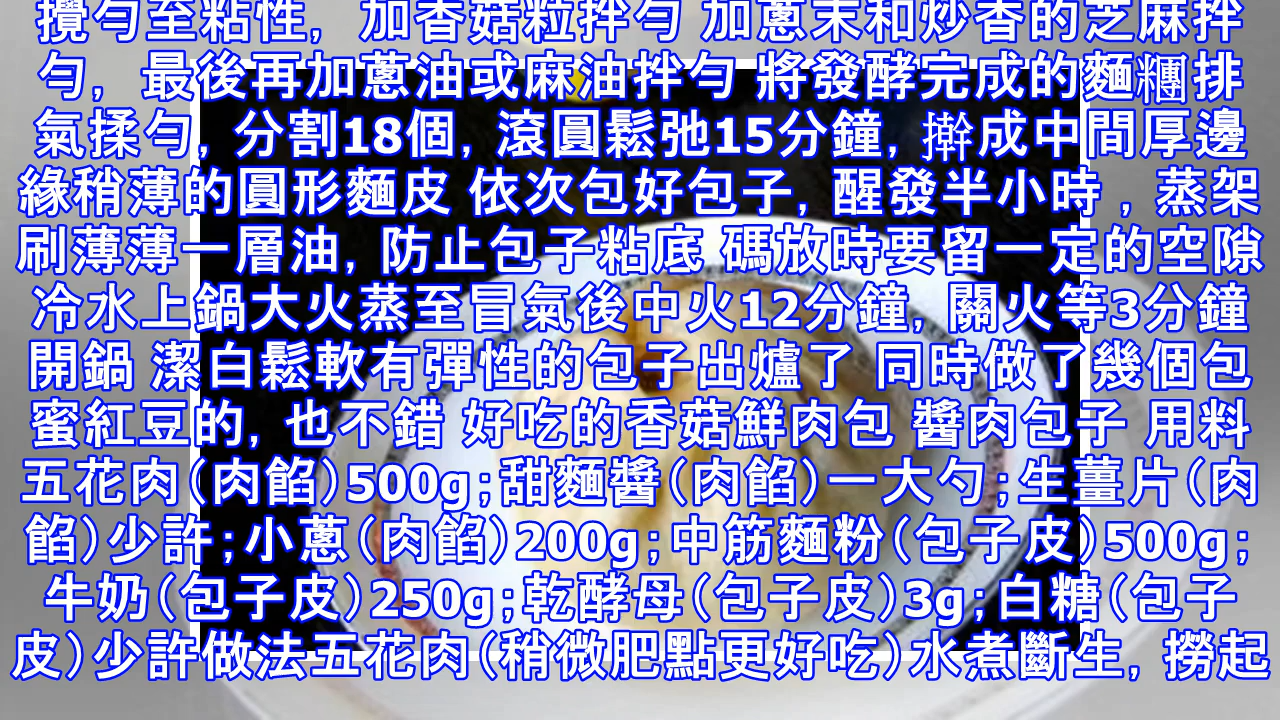 攪勻至粘性, 加香菇粒拌勻 加蔥末和炒香的芝麻拌
勻, 最後再加蔥油或麻油拌勻 將發酵完成的麵糰排
氣揉勻, 分割18個, 滾圓鬆弛15分鐘, 擀成中間厚邊
緣稍薄的圓形麵皮 依次包好包子, 醒發半小時 , 蒸架
刷薄薄一層油, 防止包子粘底 碼放時要留一定的空隙
冷水上鍋大火蒸至冒氣後中火12分鐘, 關火等3分鐘
開鍋 潔白鬆軟有彈性的包子出爐了 同時做了幾個包
蜜紅豆的, 也不錯 好吃的香菇鮮肉包 醬肉包子 用料
五花肉(肉餡)500g;甜麵醬(肉餡)一大勺;生薑片(肉
餡)少許;小蔥(肉餡)200g;中筋麵粉(包子皮)500g;
牛奶(包子皮)250g;乾酵母(包子皮)3g;白糖(包子
皮)少許做法五花肉(稍微肥點更好吃)水煮斷生, 撈起